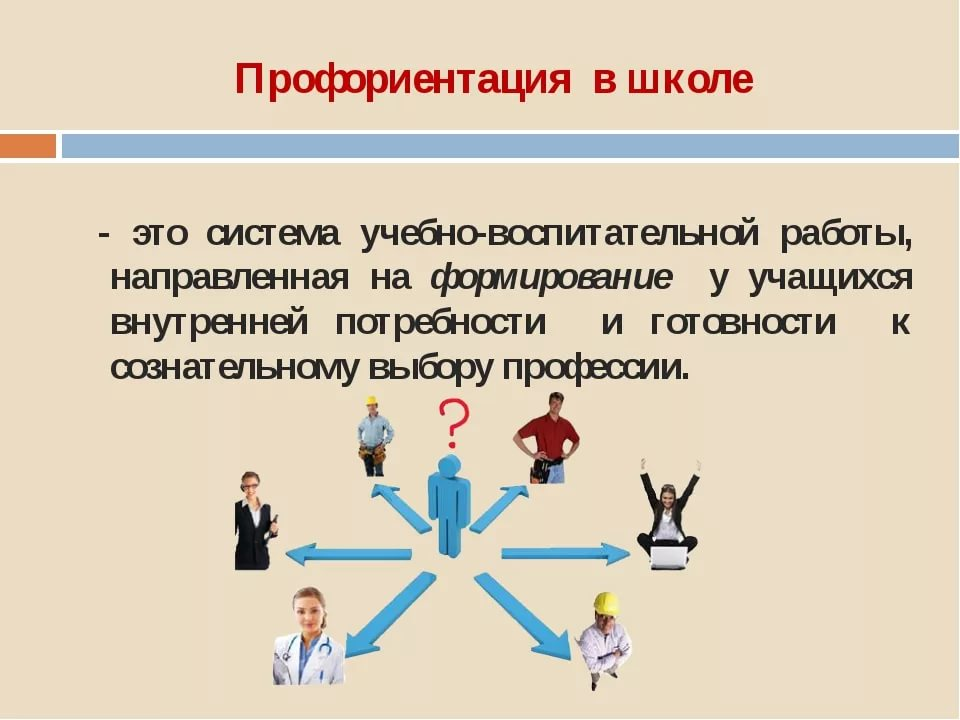 Профориентация в школе
- это система учебно-воспитательной работы,
направленная на формирование у учащихся
внутренней потребности и готовности к
сознательному выбору профессии.
?